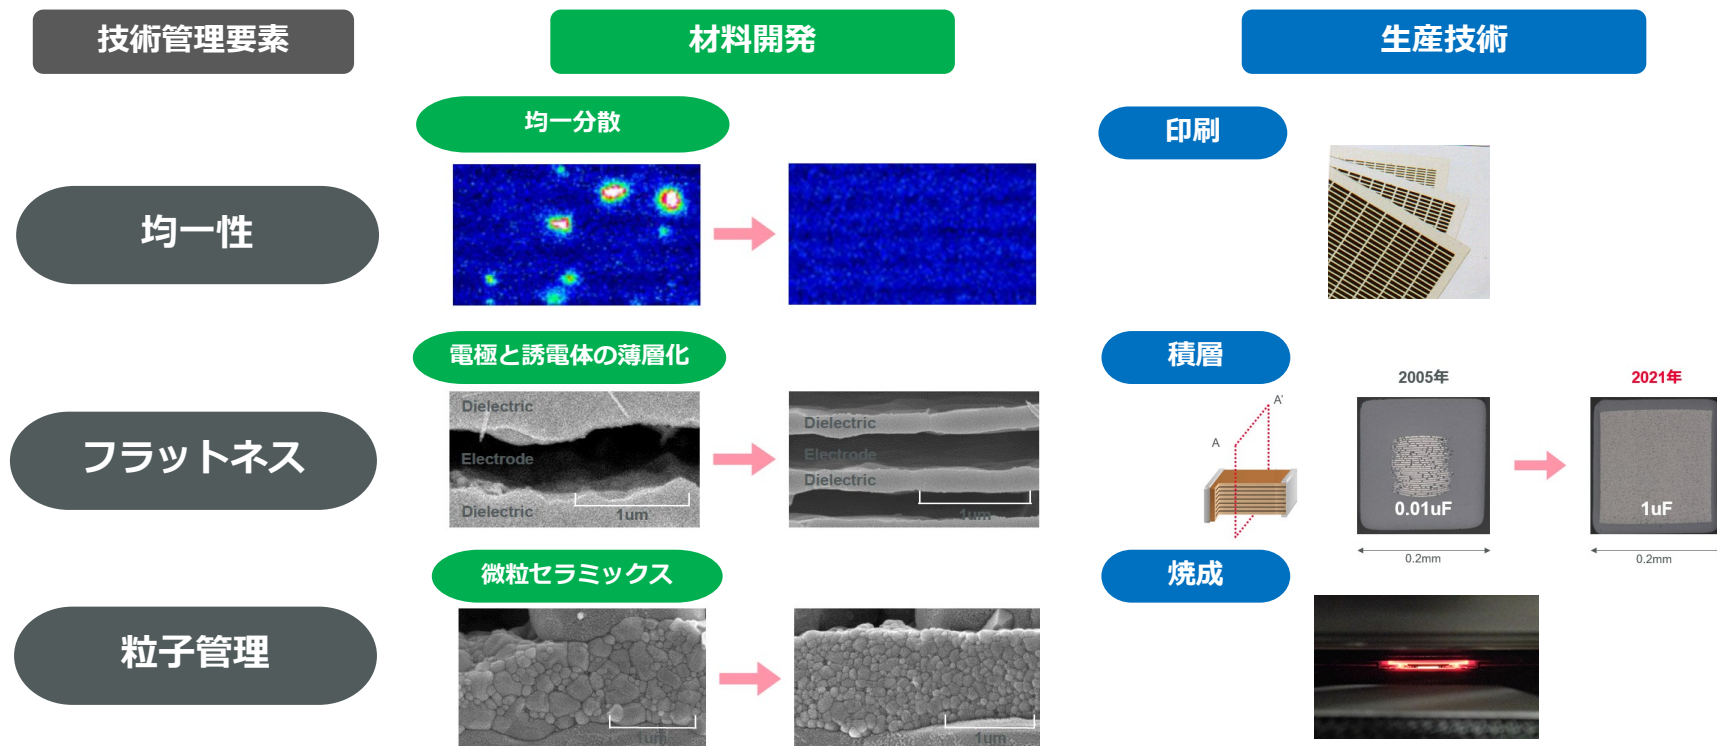 技術管理要素
材料開発
生産技術
均一性
均一分散
印刷
フラットネス
電極と誘電体の薄層化
Dielectric
Electrode
Dielectric
1um
Dielectric
Electrode
Dielectric
1um
積層
A
A'
2005年
0.01uF
0.2mm
2021年
1uF
0.2mm
粒子管理
微粒セラミックス
1um
1um
焼成